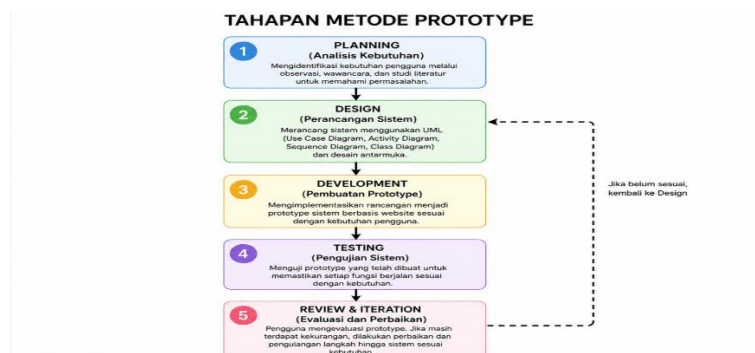 TAHAPAN METODE PROTOTYPE
1
PLANNING
(Analisis Kebutuhan)
Mengidentifikasi kebutuhan pengguna melalui
observasi, wawancara, dan studi literatur
untuk memahami permasalahan.
2
DESIGN
(Perancangan Sistem)
Merancang sistem menggunakan UML
(Use Case Diagram, Activity Diagram,
Sequence Diagram, Class Diagram)
dan desain antarmuka.
3
DEVELOPMENT
(Pembuatan Prototype)
Mengimplementasikan rancangan menjadi
prototype sistem berbasis website sesuai
dengan kebutuhan pengguna.
4
TESTING
(Pengujian Sistem)
Menguji prototype yang telah dibuat untuk
memastikan setiap fungsi berjalan sesuai
dengan kebutuhan.
5
REVIEW & ITERATION
(Evaluasi dan Perbaikan)
Pengguna mengevaluasi prototype. Jika masih
terdapat kekurangan, dilakukan perbaikan dan
pengulangan langkah hingga sistem sesuai
kebutuhan.
Jika belum sesuai,
kembali ke Design